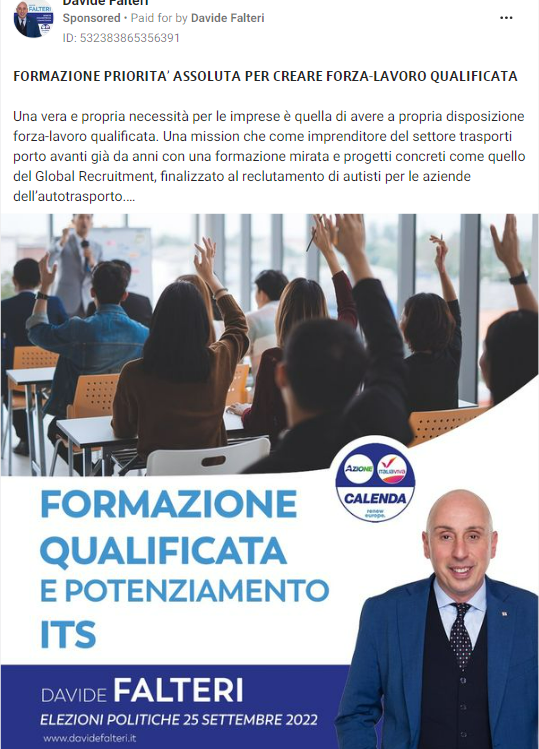 Davide Falteri
Sponsored • Paid for by Davide Falteri
ID: 532383865356391
FORMAZIONE PRIORITA' ASSOLUTA PER CREARE FORZA-LAVORO QUALIFICATA
Una vera e propria necessità per le imprese è quella di avere a propria disposizione
forza-lavoro qualificata. Una mission che come imprenditore del settore trasporti
porto avanti già da anni con una formazione mirata e progetti concreti come quello
del Global Recruitment, finalizzato al reclutamento di autisti per le aziende
dell'autotrasporto....
AZIONE
ITALIAVIVA
CALENDA
renew
europe.
FORMAZIONE
QUALIFICATA
E POTENZIAMENTO
ITS
DAVIDE FALTERI
ELEZIONI POLITICHE 25 SETTEMBRE 2022
www.davidefalteri.it